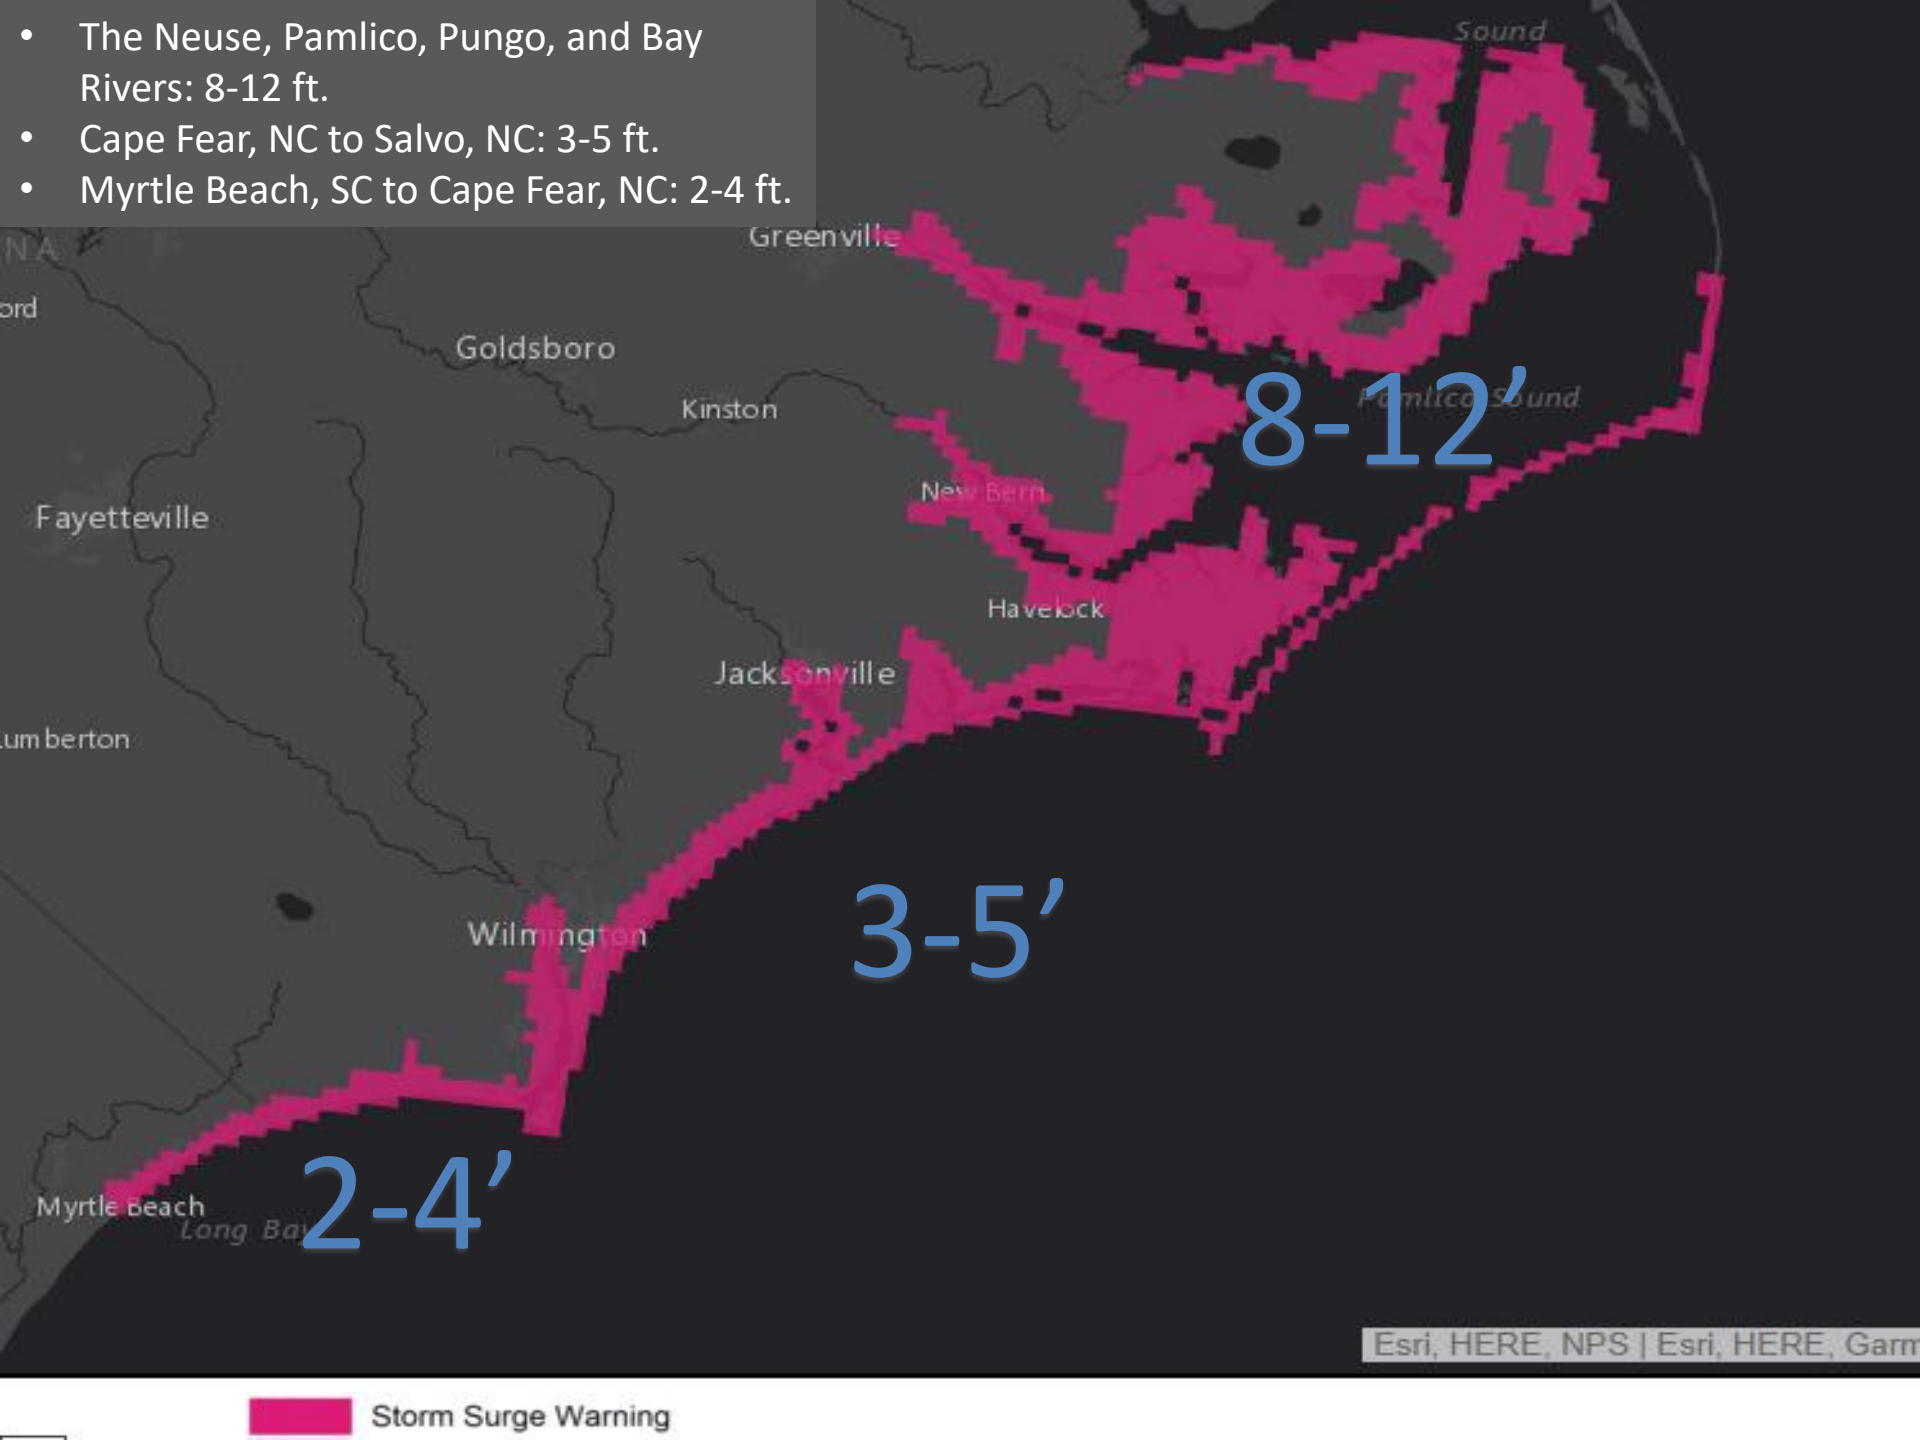 • The Neuse, Pamlico, Pungo, and Bay
Rivers: 8-12 ft.
• Cape Fear, NC to Salvo, NC: 3-5 ft.
• Myrtle Beach, SC to Cape Fear, NC: 2-4 ft.
Sound
Greenville
NA
ord
Goldsboro
Kinston
8-12’
Pamlico Sound
New Bern
Fayetteville
Havelock
Jacksonville
umberton
3-5’
Wilmington
2-4’
Myrtle Beach
Long Bay
Esri, HERE, NPS | Esri, HERE, Garm
Storm Surge Warning